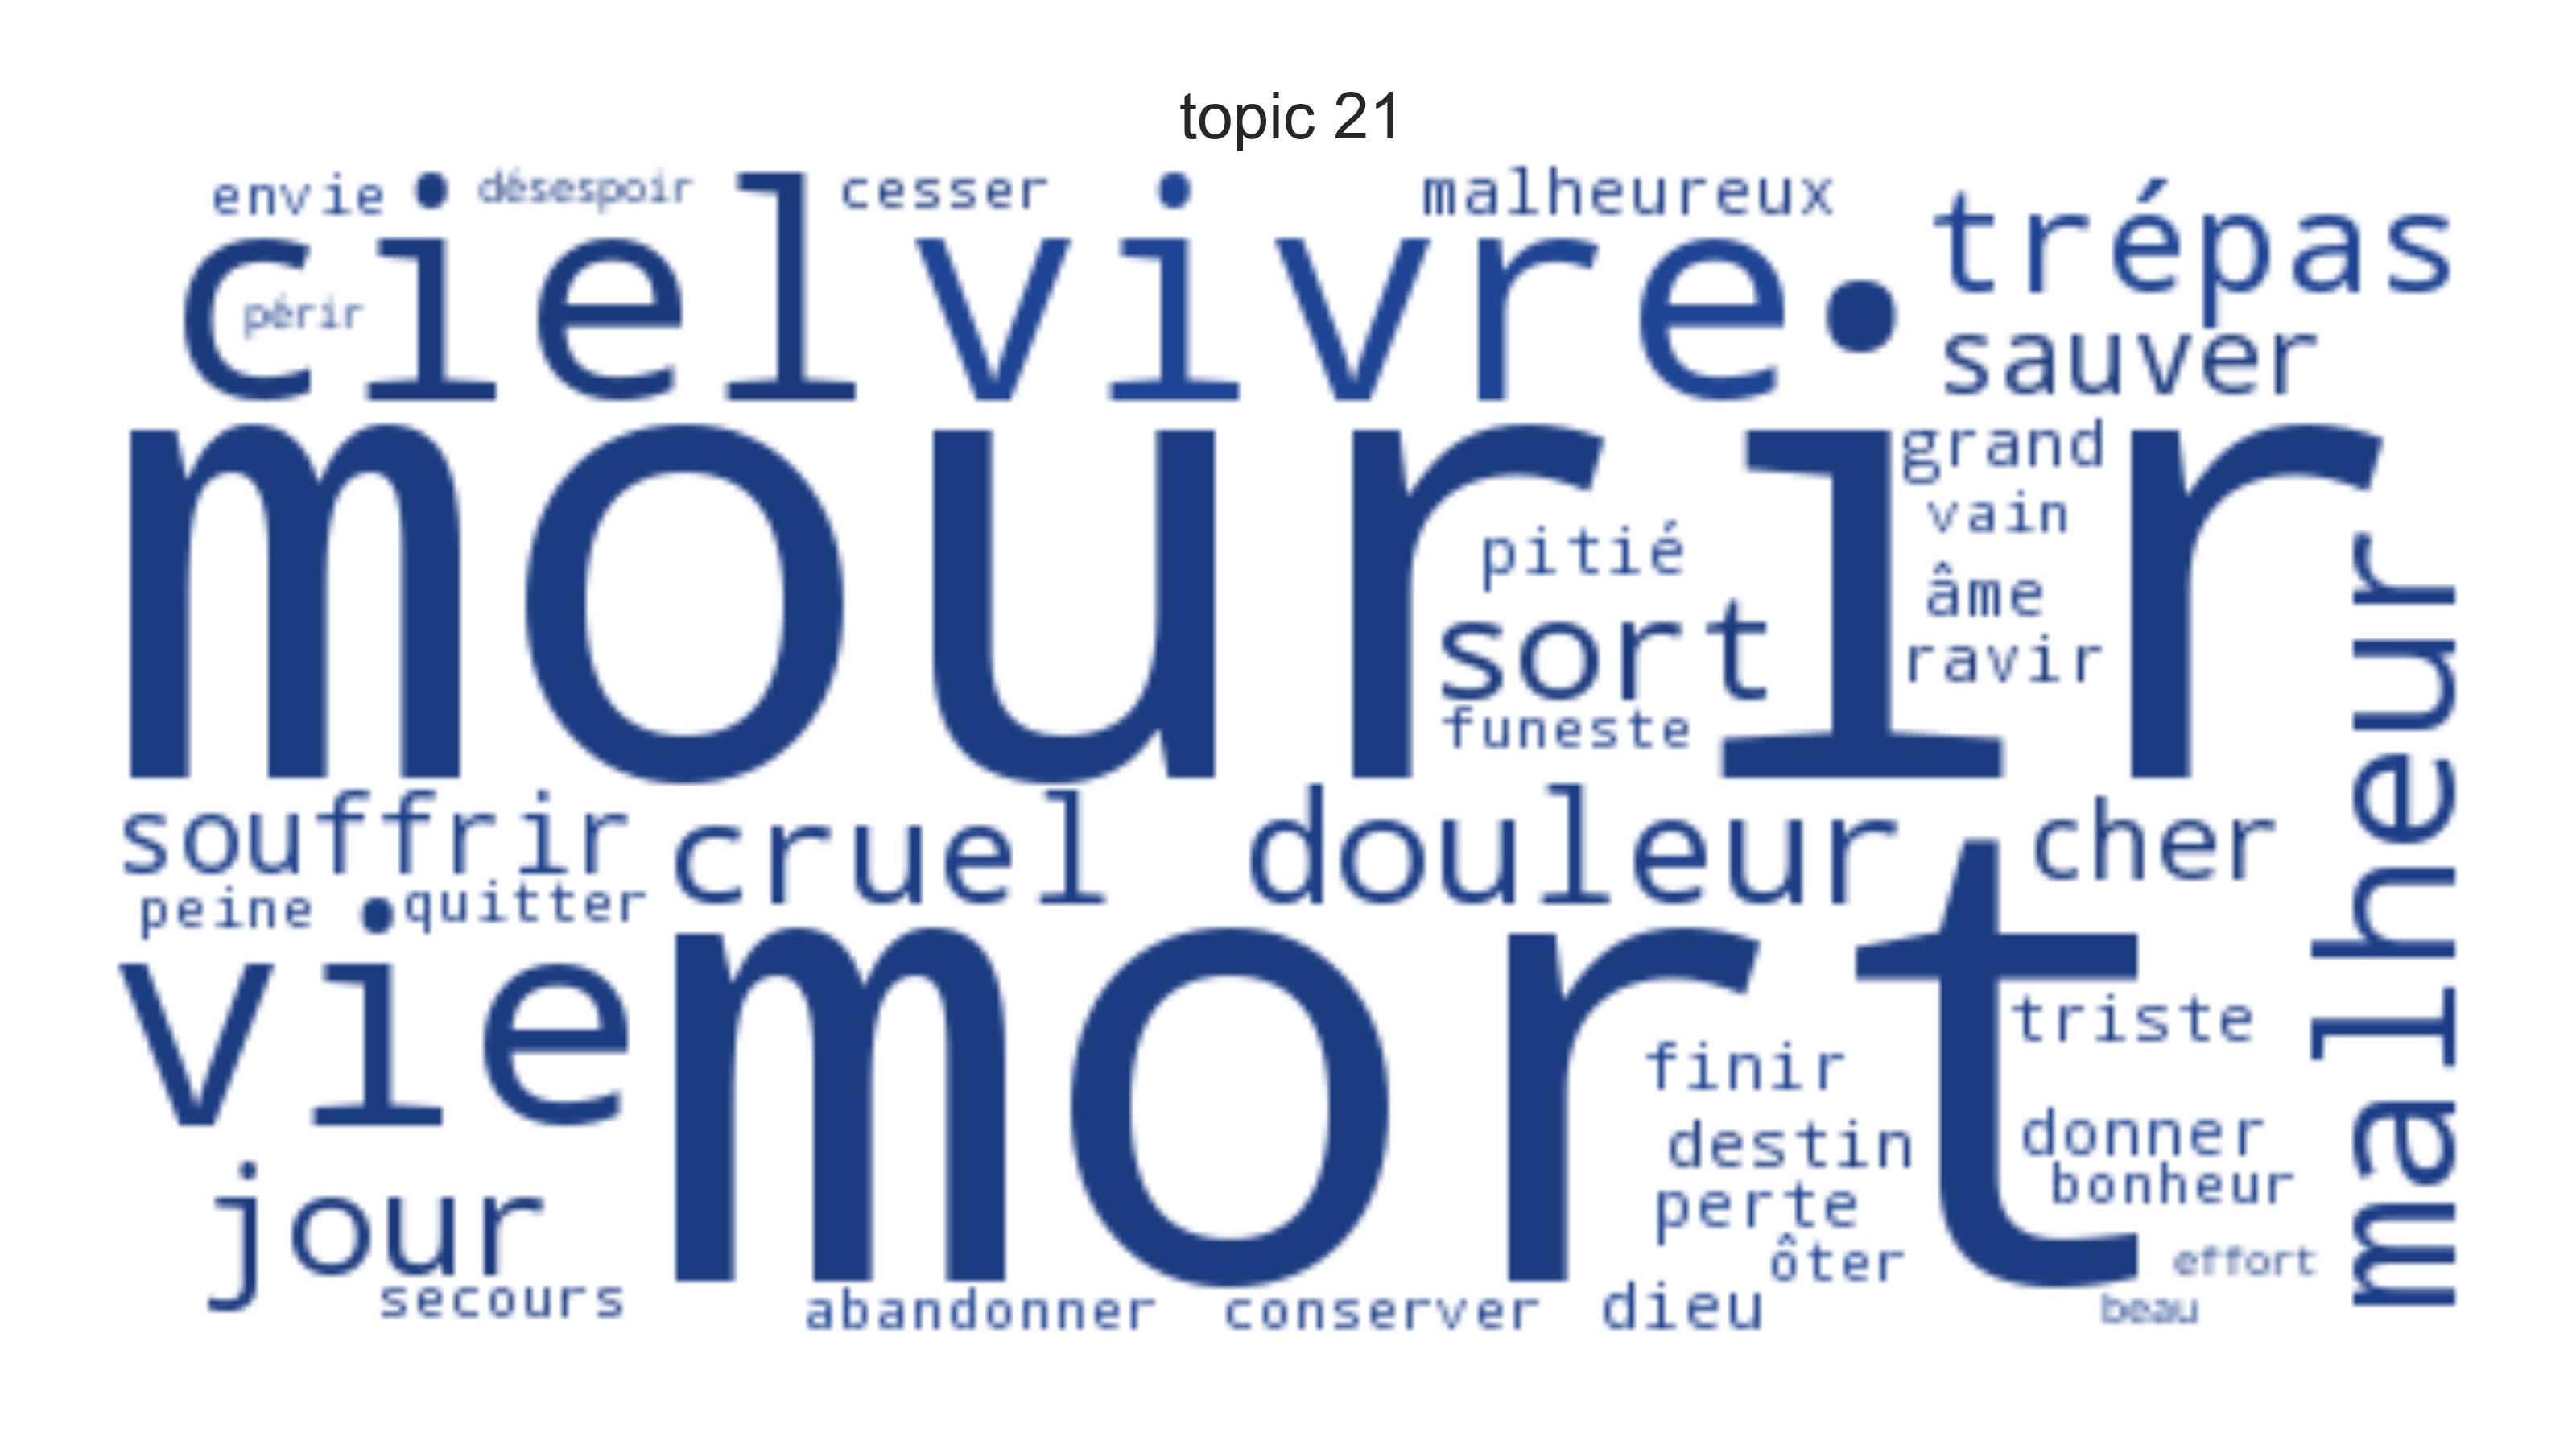 topic 21
envie désespoir cesser malheureux
ciel vivre trépas
périr
sauver
mourir
grand
vain
pitié
âme
sort
ravir
funeste
malheur
souffrir cruel douleur cher
peine quitter
vie mort
triste
finir
destin donner
perte bonheur
jour
ôter effort
secours abandonner conserver dieu beau